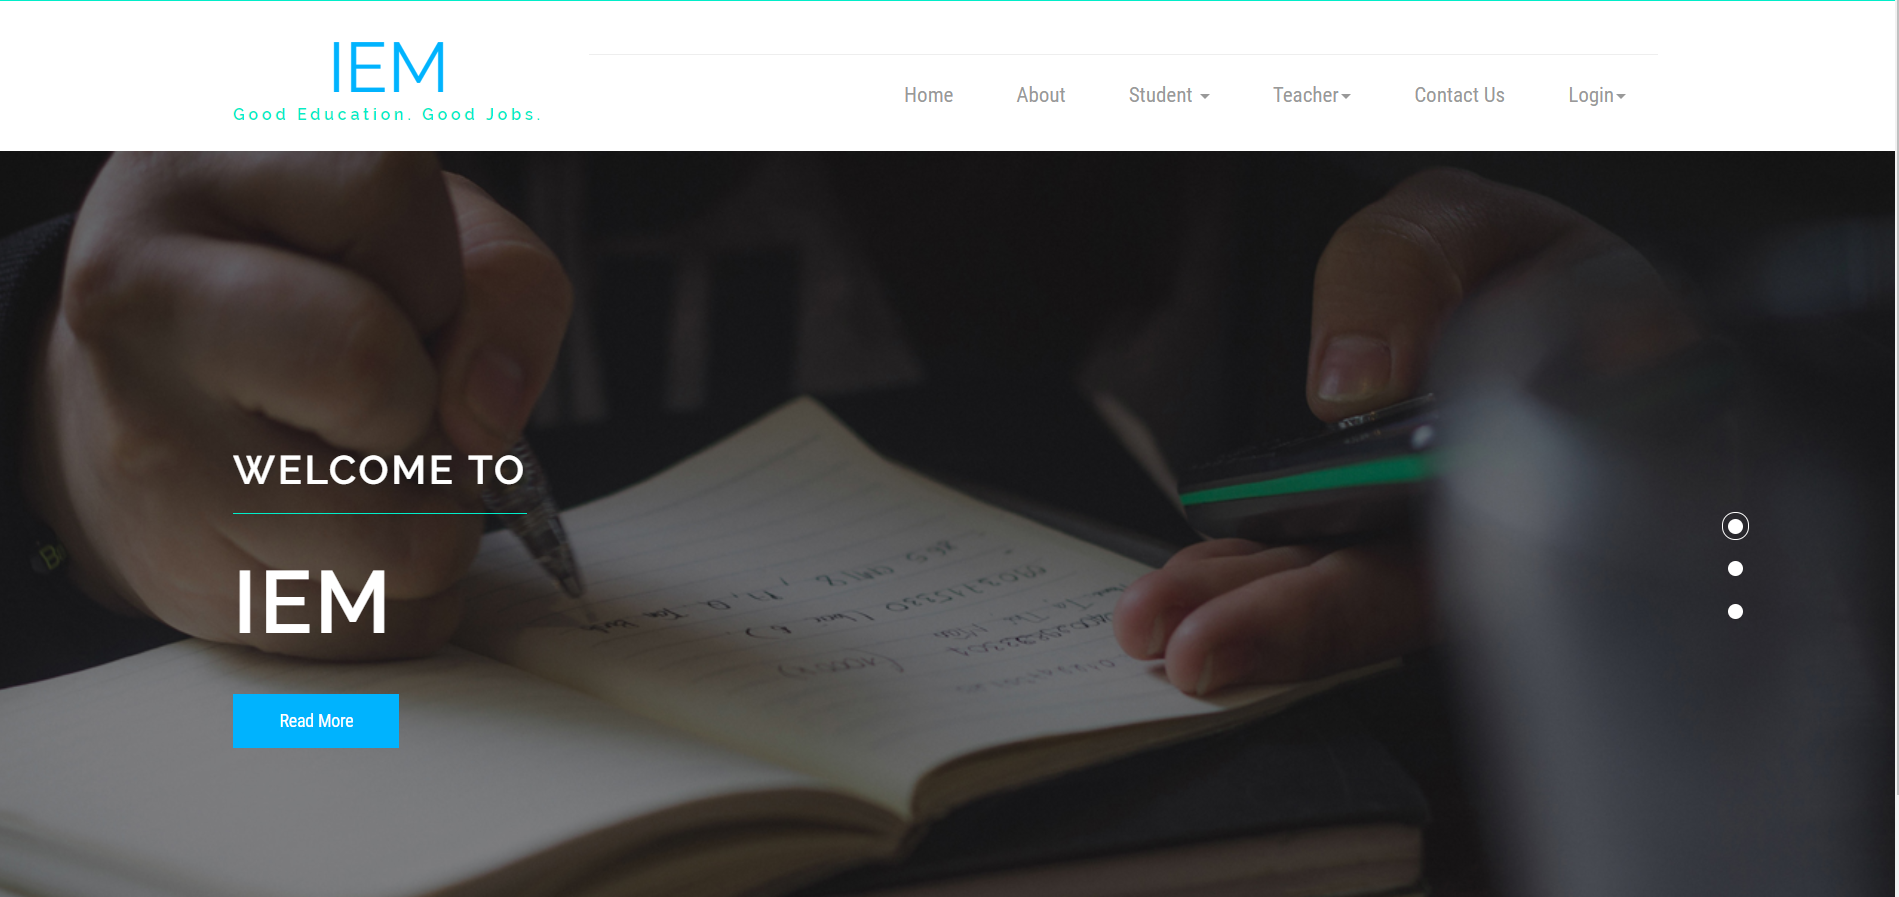 IEM
Good Education. Good Jobs.
Home About Student Teacher Contact Us Login
WELCOME TO
IEM
Read More